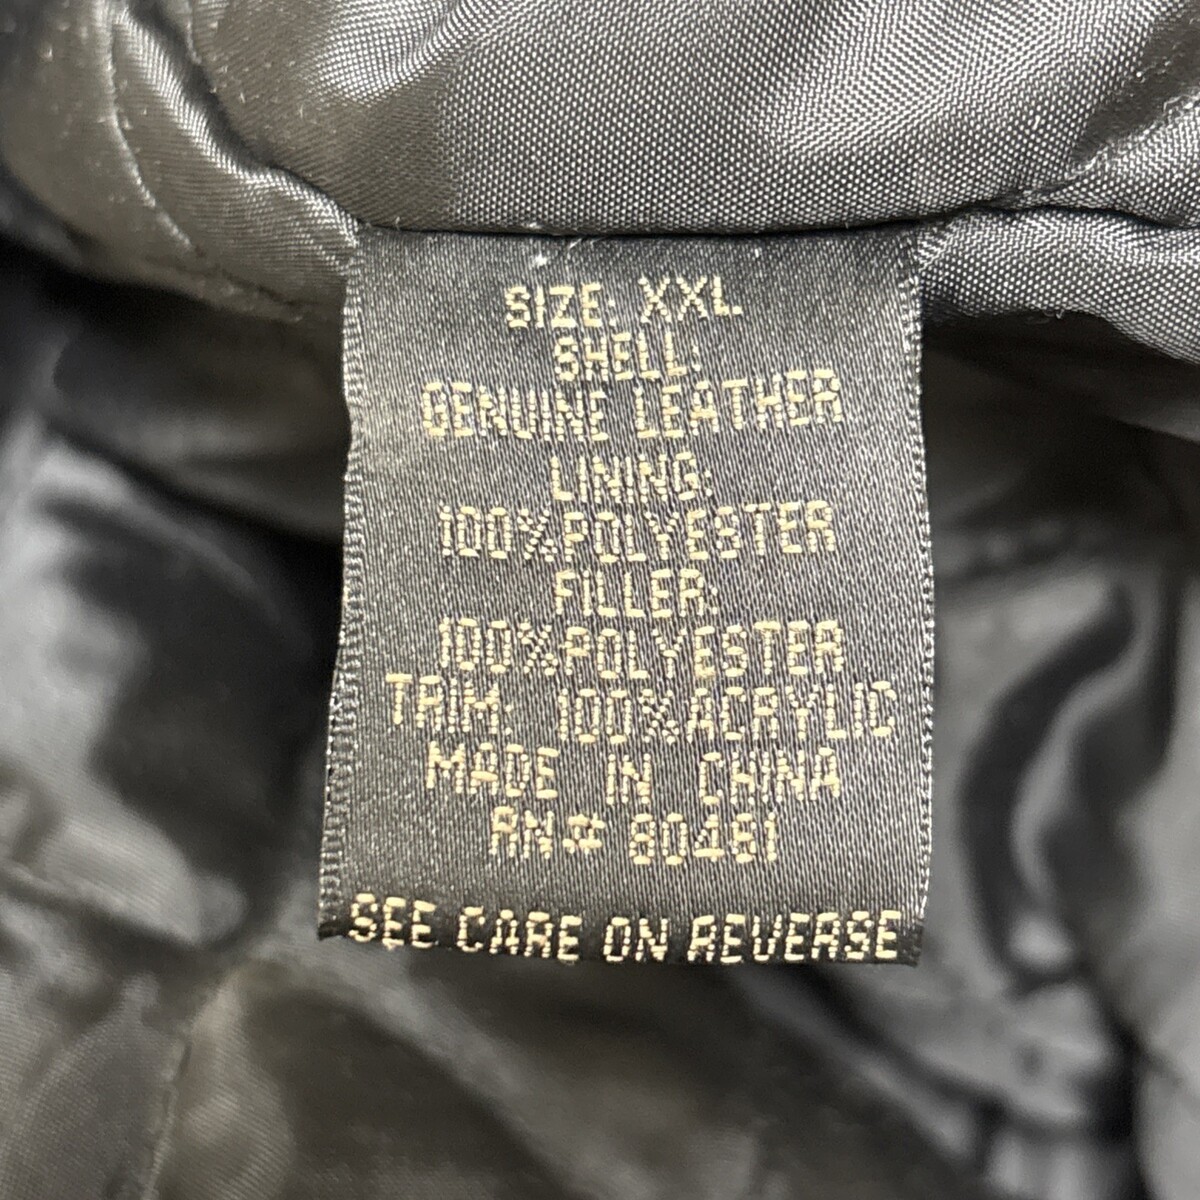 SIZE: XXL
SHELL:
GENUINE LEATHER
LINING:
100%POLYESTER
FILLER:
100%POLYESTER
TRIM: 100%ACRYLIC
MADE IN CHINA
RN# 80481
SEE CARE ON REVERSE